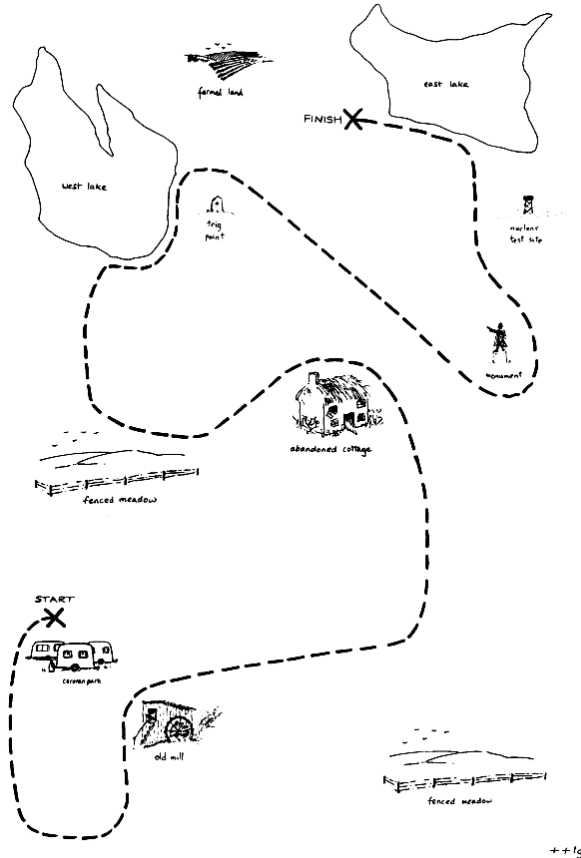 farmed land
east lake
FINISH
west lake
trig
point
nuclear
test site
monument
abandoned cottage
fenced meadow
START
caravan park
old mill
fenced meadow